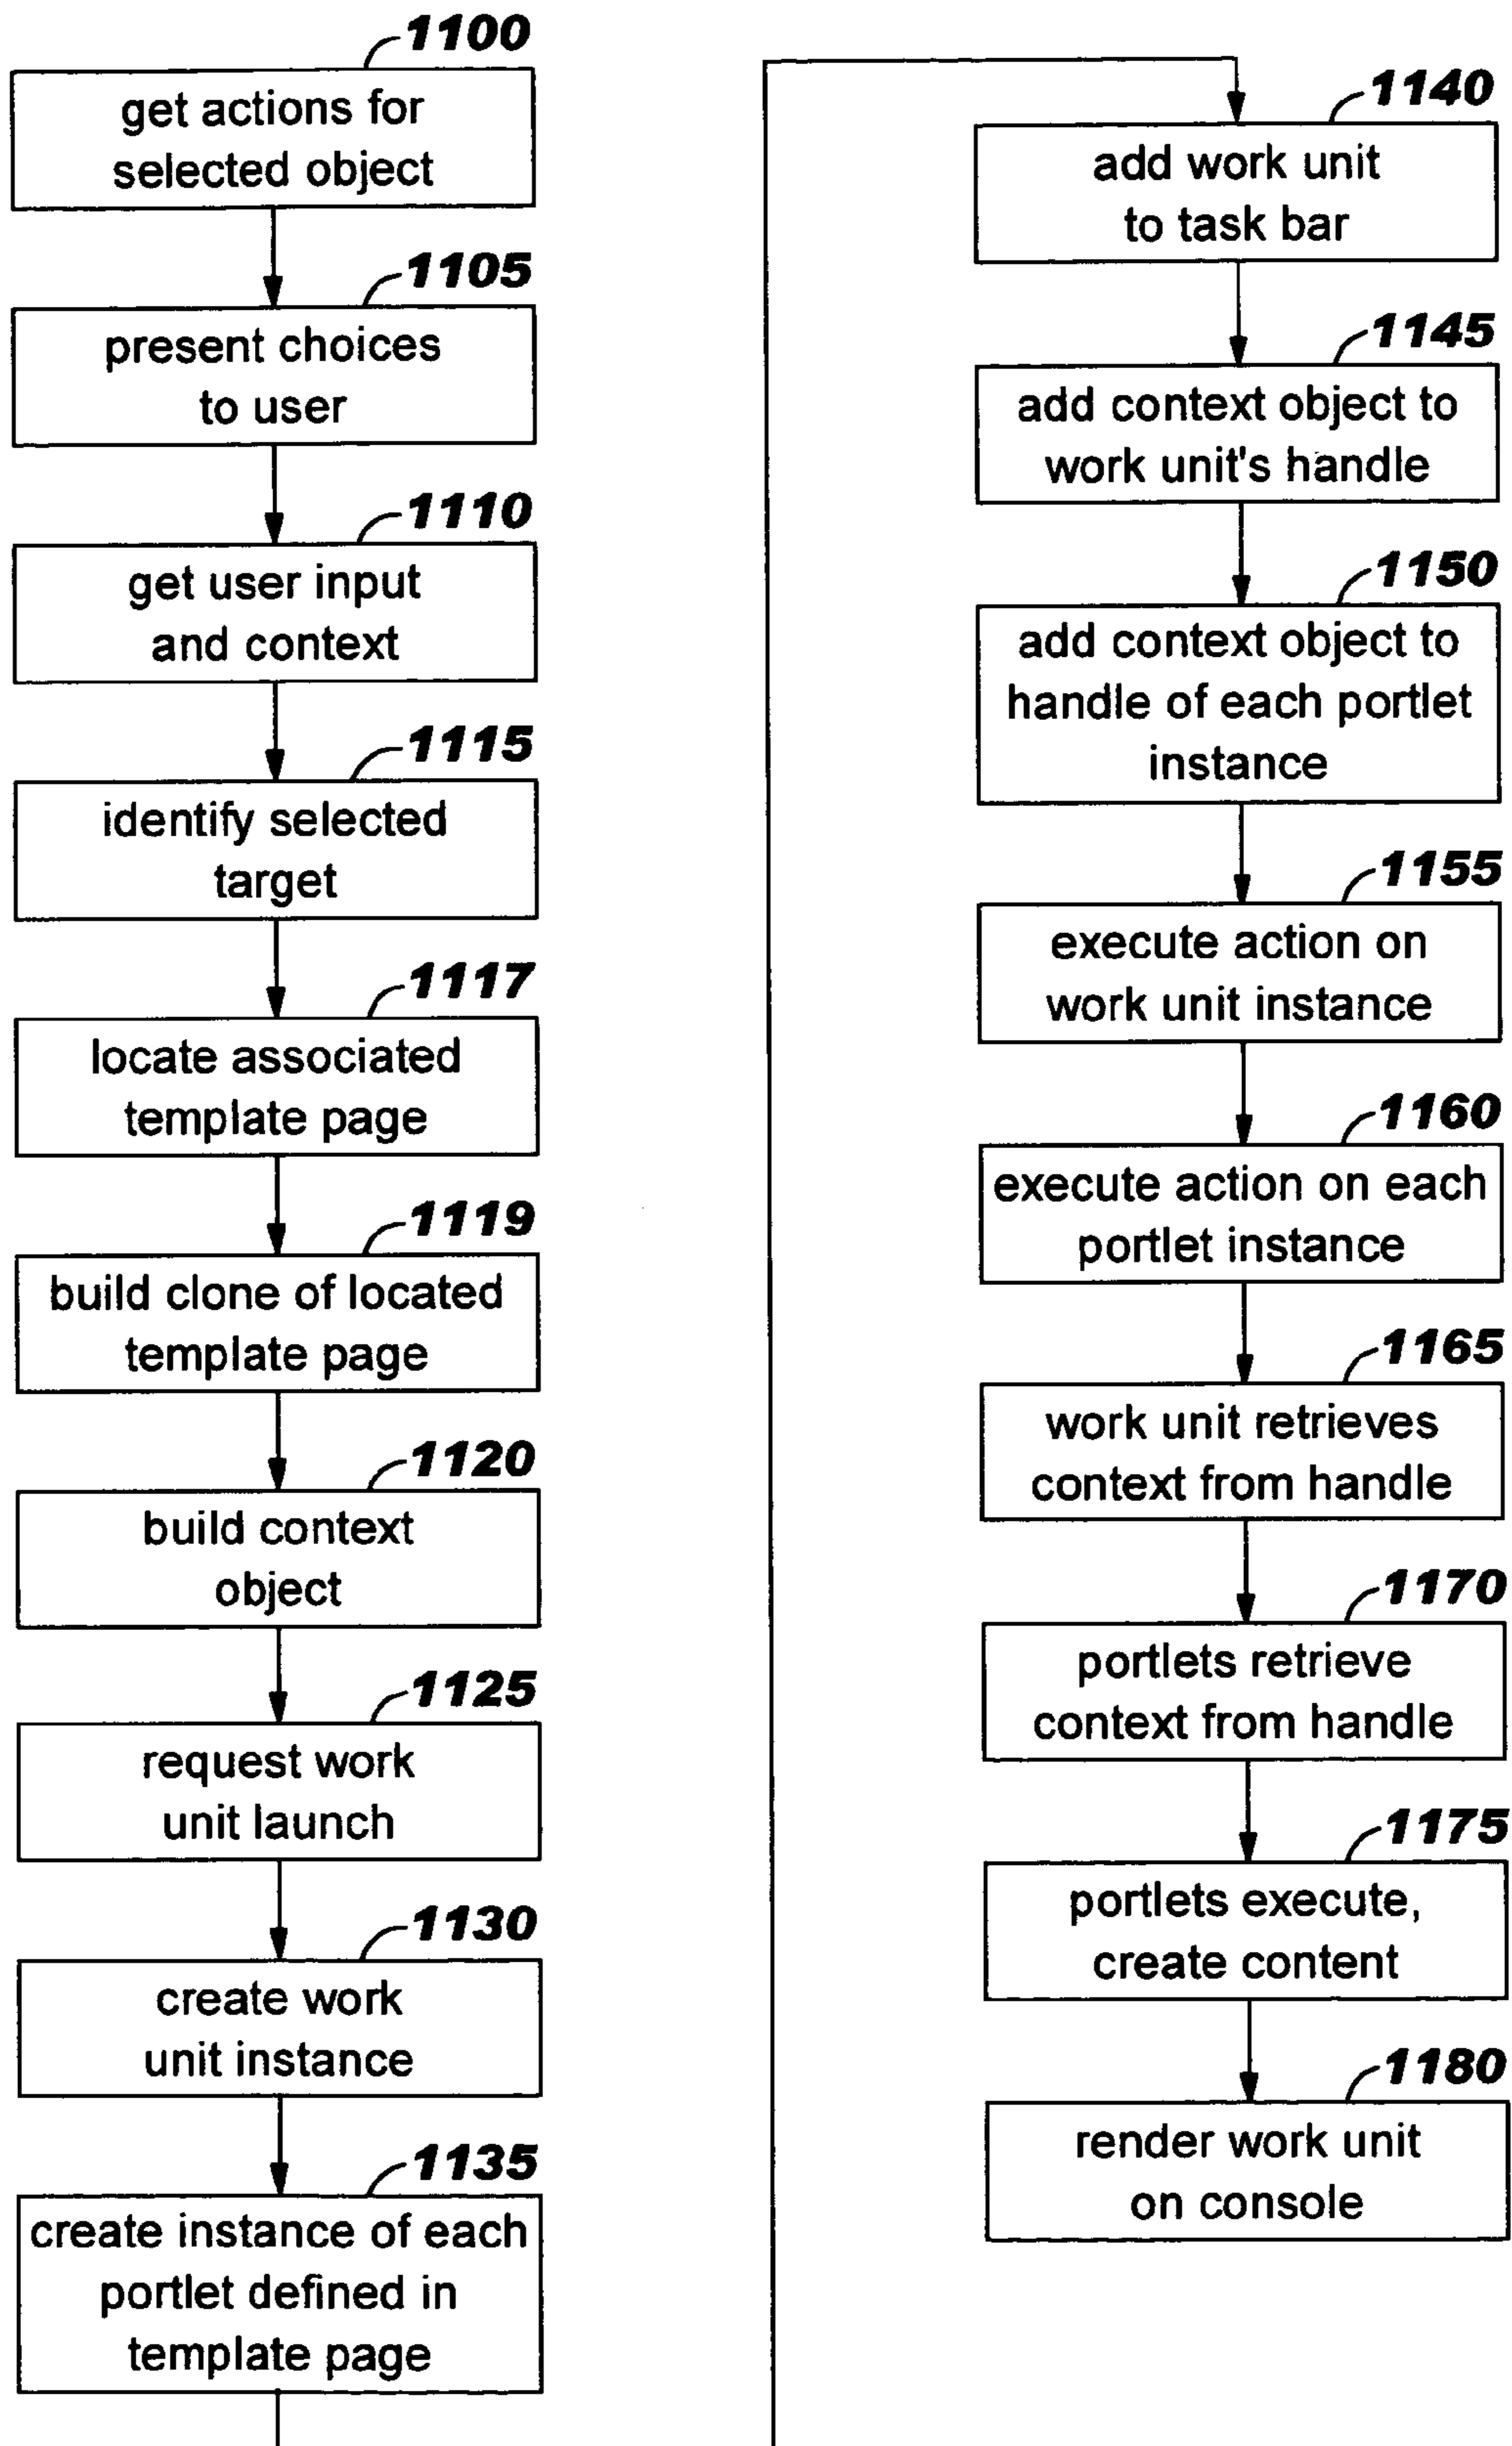 1100
get actions for
selected object
1105
present choices
to user
1110
get user input
and context
1115
identify selected
target
1117
locate associated
template page
1119
build clone of located
template page
1120
build context
object
1125
request work
unit launch
1130
create work
unit instance
1135
create instance of each
portlet defined in
template page
1140
add work unit
to task bar
1145
add context object to
work unit's handle
1150
add context object to
handle of each portlet
instance
1155
execute action on
work unit instance
1160
execute action on each
portlet instance
1165
work unit retrieves
context from handle
1170
portlets retrieve
context from handle
1175
portlets execute,
create content
1180
render work unit
on console